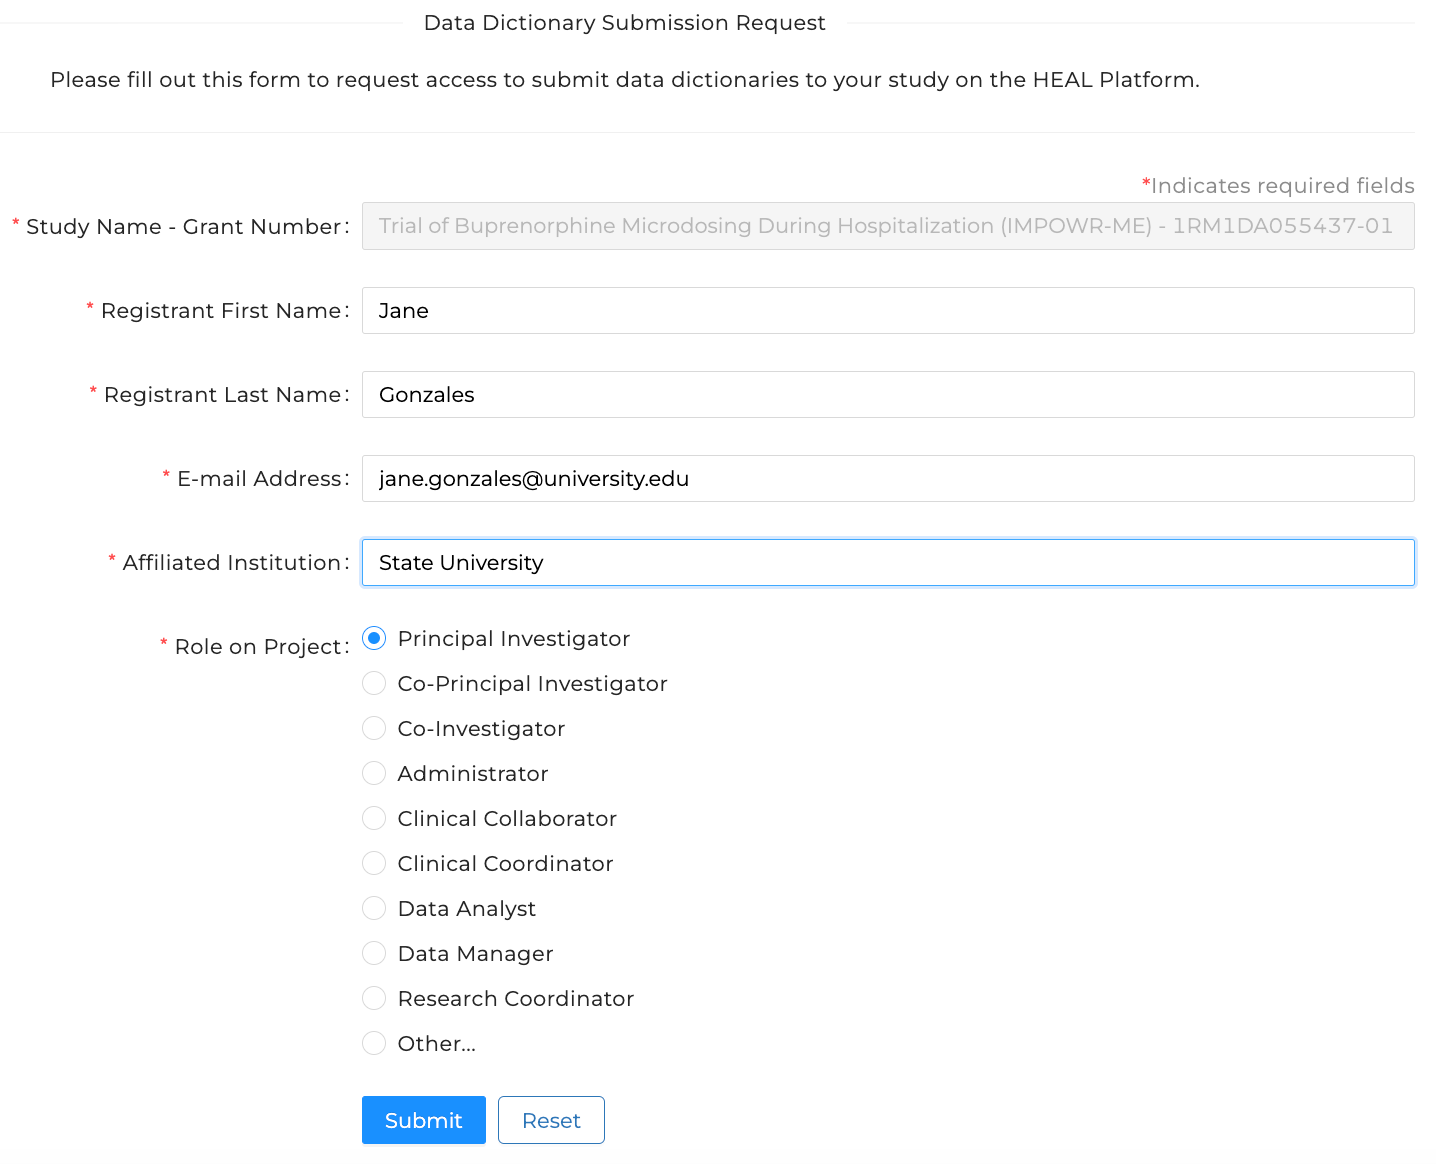 Data Dictionary Submission Request
Please fill out this form to request access to submit data dictionaries to your study on the HEAL Platform.
*Indicates required fields
* Study Name - Grant Number: Trial of Buprenorphine Microdosing During Hospitalization (IMPOWR-ME) - 1RM1DA055437-01
* Registrant First Name: Jane
* Registrant Last Name: Gonzales
* E-mail Address: jane.gonzales@university.edu
* Affiliated Institution: State University
* Role on Project: Principal Investigator
Co-Principal Investigator
Co-Investigator
Administrator
Clinical Collaborator
Clinical Coordinator
Data Analyst
Data Manager
Research Coordinator
Other...
Submit Reset